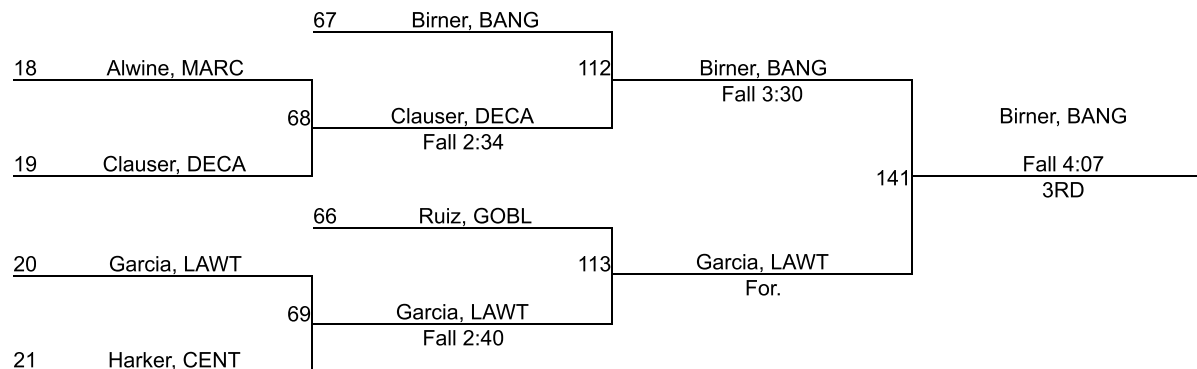 67 Birner, BANG
18 Alwine, MARC
112 Birner, BANG
Fall 3:30
68 Clauser, DECA
Fall 2:34
Birner, BANG
19 Clauser, DECA
Fall 4:07
141
3RD
66 Ruiz, GOBL
20 Garcia, LAWT
113 Garcia, LAWT
For.
69 Garcia, LAWT
Fall 2:40
21 Harker, CENT